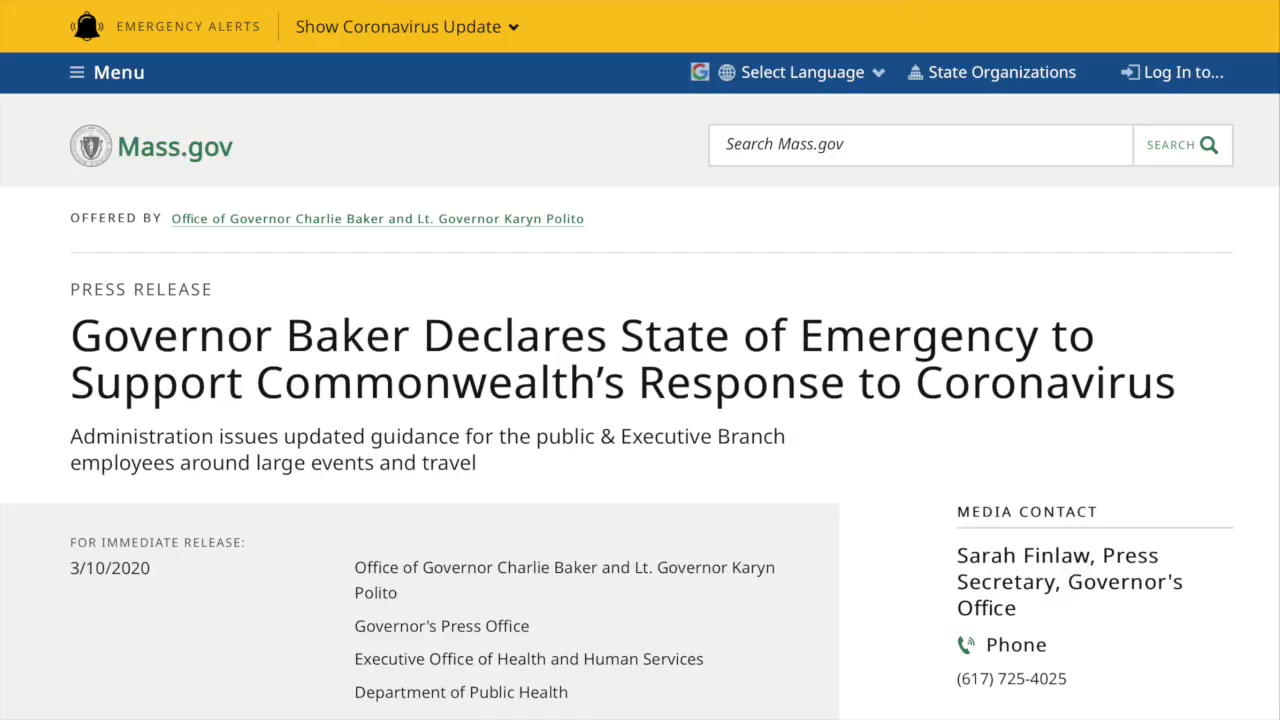 EMERGENCY ALERTS
Show Coronavirus Update
Menu
Select Language
State Organizations
Log In to...
Mass.gov
Search Mass.gov
SEARCH
OFFERED BY Office of Governor Charlie Baker and Lt. Governor Karyn Polito
PRESS RELEASE
Governor Baker Declares State of Emergency to
Support Commonwealth’s Response to Coronavirus
Administration issues updated guidance for the public & Executive Branch
employees around large events and travel
FOR IMMEDIATE RELEASE:
3/10/2020
Office of Governor Charlie Baker and Lt. Governor Karyn
Polito
Governor's Press Office
Executive Office of Health and Human Services
Department of Public Health
MEDIA CONTACT
Sarah Finlaw, Press
Secretary, Governor's
Office
Phone
(617) 725-4025